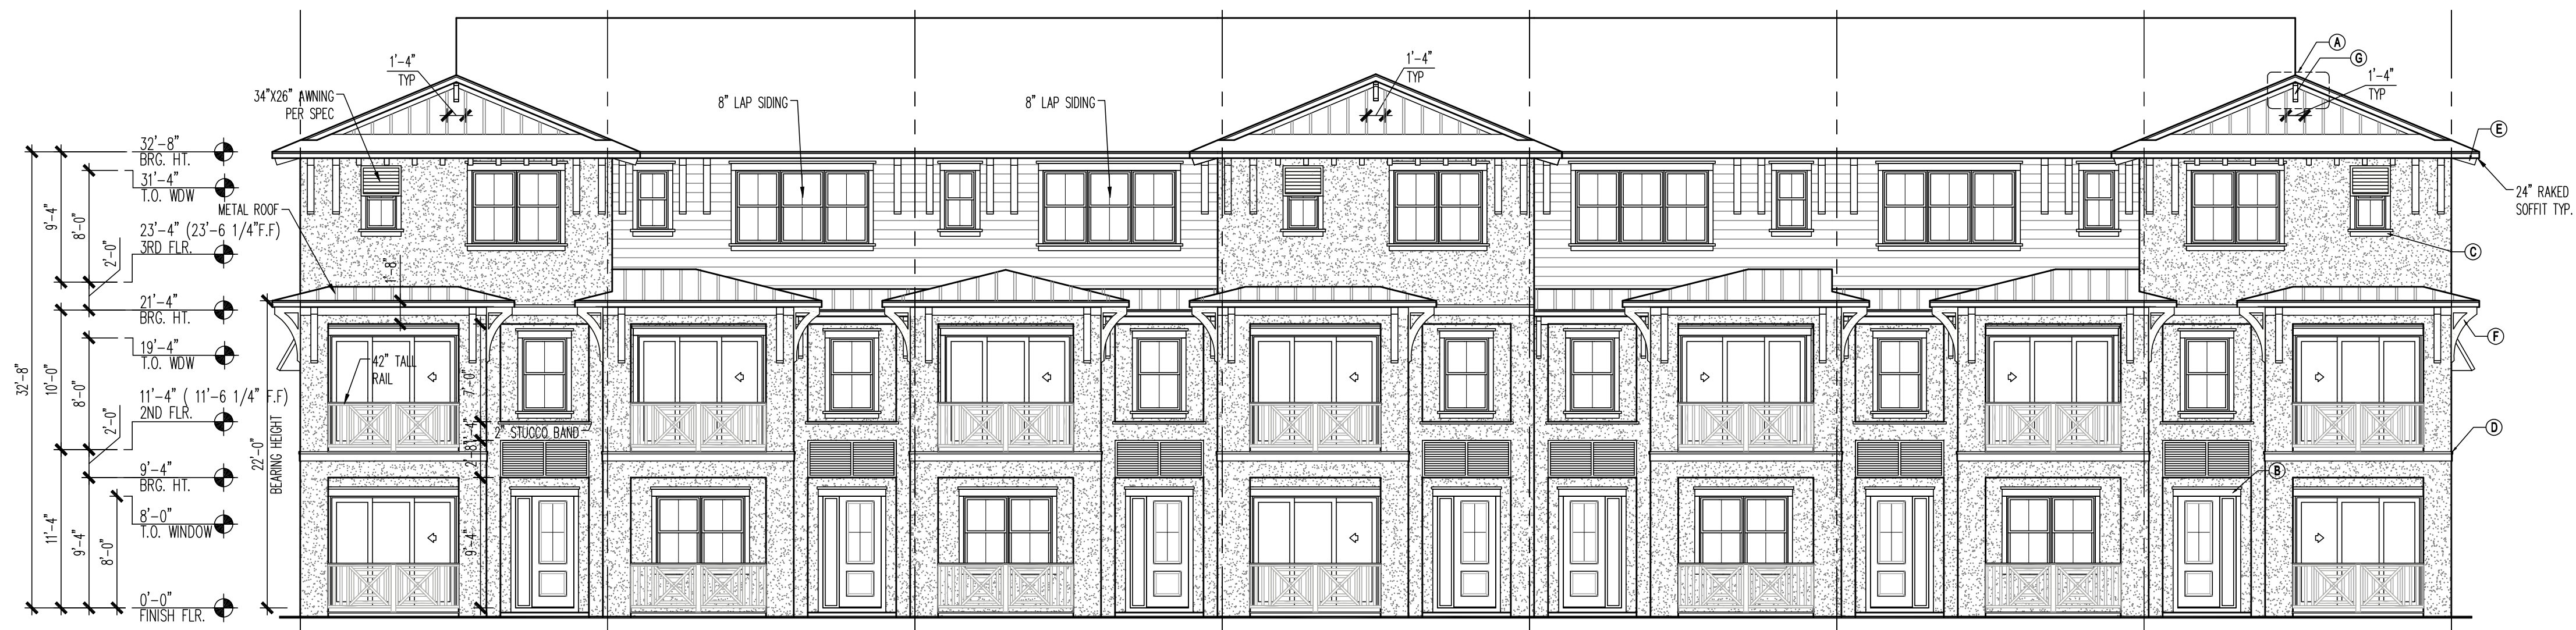 A
G
1'-4"
TYP
1'-4"
TYP
1'-4"
TYP
34"X26" AWNING
PER SPEC
8" LAP SIDING
8" LAP SIDING
E
32'-8"
BRG. HT.
31'-4"
T.O. WDW
24" RAKED
SOFFIT TYP.
METAL ROOF
9'-4"
8'-0"
23'-4" (23'-6 1/4"F.F)
3RD FLR.
2'-0"
C
1'-8"
21'-4"
BRG. HT.
F
19'-4"
T.O. WDW
42" TALL
RAIL
7'-0"
32'-8"
10'-0"
8'-0"
11'-4" ( 11'-6 1/4" F.F)
2ND FLR.
2'-0"
2" STUCCO BAND
D
22'-0"
BEARING HEIGHT
2'-8"
9'-4"
BRG. HT.
B
8'-0"
T.O. WINDOW
11'-4"
9'-4"
8'-0"
9'-4"
0'-0"
FINISH FLR.